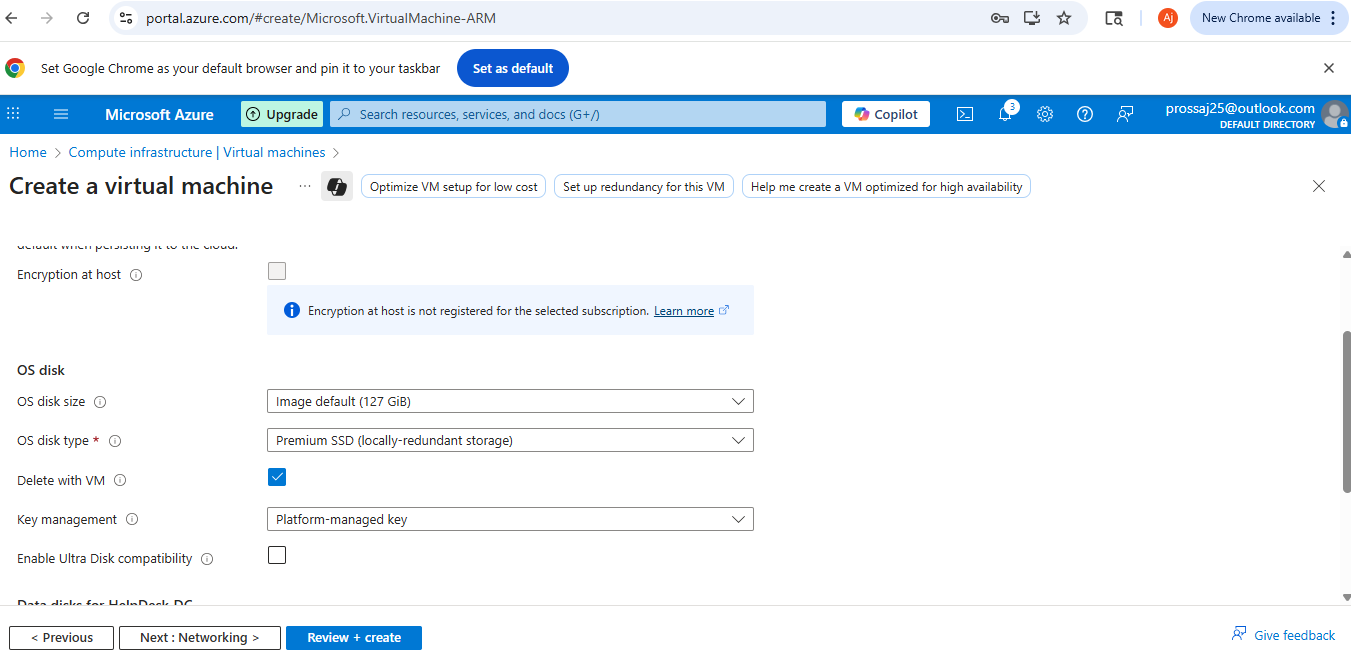 portal.azure.com/#create/Microsoft.VirtualMachine-ARM
Aj
New Chrome available
Set Google Chrome as your default browser and pin it to your taskbar
Set as default
Microsoft Azure
Upgrade
Search resources, services, and docs (G+/)
Copilot
3
prossaj25@outlook.com
DEFAULT DIRECTORY
Home > Compute infrastructure | Virtual machines >
Create a virtual machine
...
Optimize VM setup for low cost
Set up redundancy for this VM
Help me create a VM optimized for high availability
default when persisting it to the cloud.
Encryption at host
Encryption at host is not registered for the selected subscription. Learn more
OS disk
OS disk size
Image default (127 GiB)
OS disk type *
Premium SSD (locally-redundant storage)
Delete with VM
Key management
Platform-managed key
Enable Ultra Disk compatibility
Data disks for HelpDesk-DC
< Previous
Next : Networking >
Review + create
Give feedback